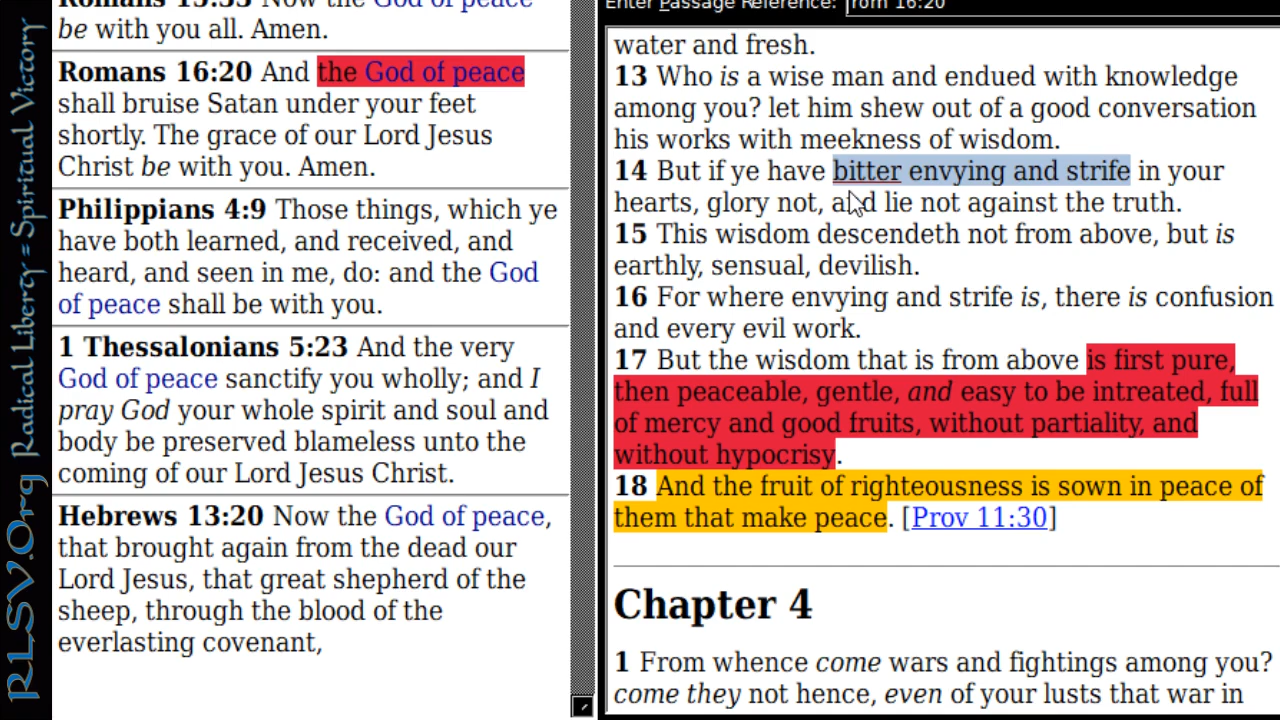 RLSV.Org Radical Liberty = Spiritual Victory
Romans 15:33 Now the God of peace
be with you all. Amen.
Romans 16:20 And the God of peace
shall bruise Satan under your feet
shortly. The grace of our Lord Jesus
Christ be with you. Amen.
Philippians 4:9 Those things, which ye
have both learned, and received, and
heard, and seen in me, do: and the God
of peace shall be with you.
1 Thessalonians 5:23 And the very
God of peace sanctify you wholly; and I
pray God your whole spirit and soul and
body be preserved blameless unto the
coming of our Lord Jesus Christ.
Hebrews 13:20 Now the God of peace,
that brought again from the dead our
Lord Jesus, that great shepherd of the
sheep, through the blood of the
everlasting covenant,
Enter Passage Reference: rom 16:20
water and fresh.
13 Who is a wise man and endued with knowledge
among you? let him shew out of a good conversation
his works with meekness of wisdom.
14 But if ye have bitter envying and strife in your
hearts, glory not, and lie not against the truth.
15 This wisdom descendeth not from above, but is
earthly, sensual, devilish.
16 For where envying and strife is, there is confusion
and every evil work.
17 But the wisdom that is from above is first pure,
then peaceable, gentle, and easy to be intreated, full
of mercy and good fruits, without partiality, and
without hypocrisy.
18 And the fruit of righteousness is sown in peace of
them that make peace. [Prov 11:30]
Chapter 4
1 From whence come wars and fightings among you?
come they not hence, even of your lusts that war in